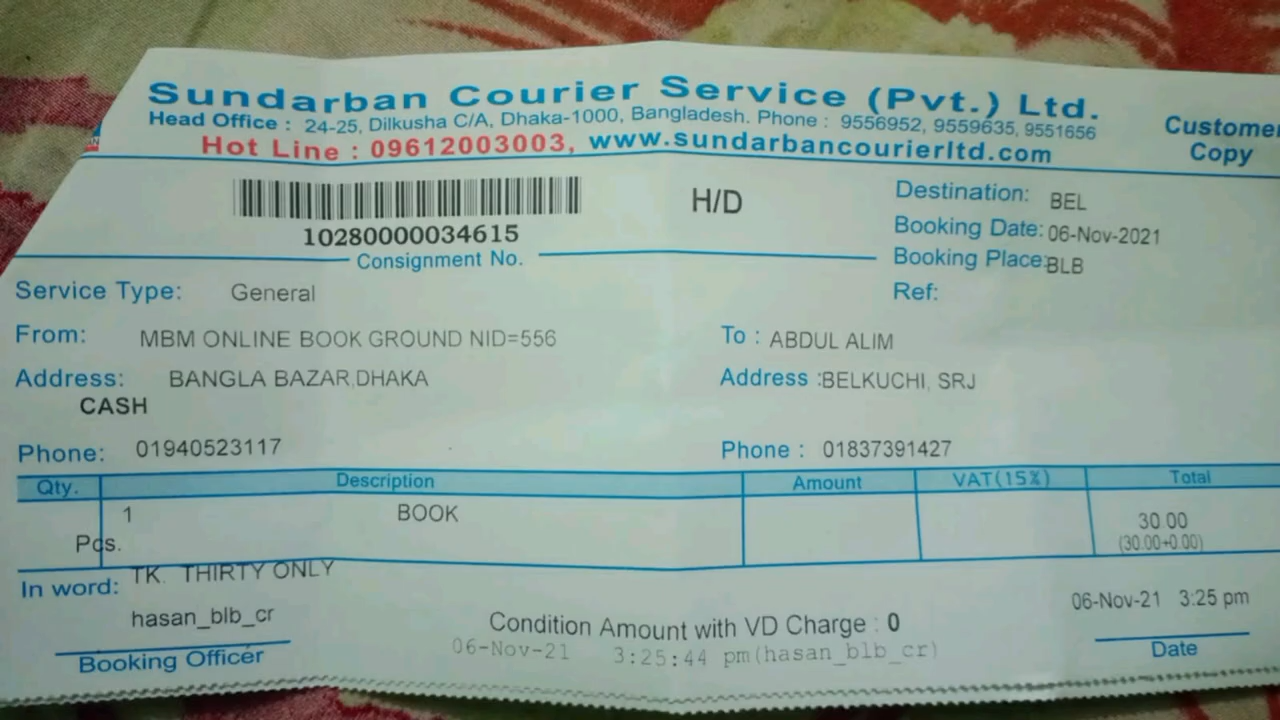 Sundarban Courier Service (Pvt.) Ltd.
Head Office : 24-25, Dilkusha C/A, Dhaka-1000, Bangladesh. Phone : 9556952, 9559635, 9551656
Hot Line : 09612003003, www.sundarbancourierltd.com
Customer
Copy
10280000034615
Consignment No.
H/D
Destination: BEL
Booking Date: 06-Nov-2021
Booking Place: BLB
Ref:
Service Type: General
From: MBM ONLINE BOOK GROUND NID=556
To : ABDUL ALIM
Address: BANGLA BAZAR,DHAKA
Address :BELKUCHI, SRJ
CASH
Phone: 01940523117
Phone : 01837391427
Qty. Description Amount VAT(15%) Total
1 BOOK 30.00
Pcs. (30.00+0.00)
In word: TK. THIRTY ONLY
hasan_blb_cr
Booking Officer
Condition Amount with VD Charge : 0
06-Nov-21 3:25:44 pm(hasan_blb_cr)
06-Nov-21 3:25 pm
Date